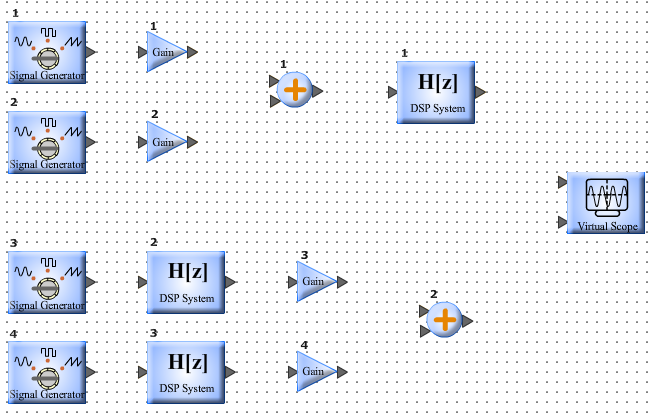 1
Signal Generator
1
Gain
1
1
H[z]
DSP System
2
Signal Generator
2
Gain
Virtual Scope
3
Signal Generator
2
H[z]
DSP System
3
Gain
2
4
Signal Generator
3
H[z]
DSP System
4
Gain